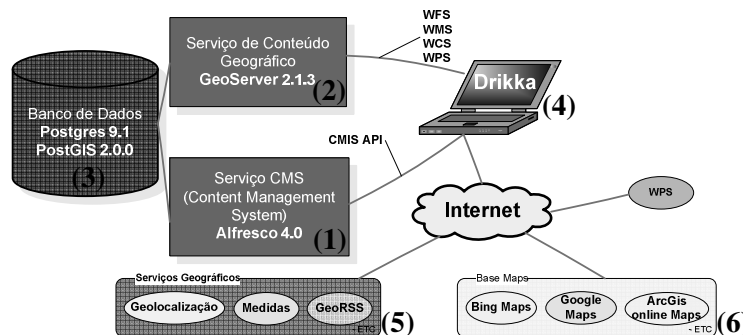 Serviço de Conteúdo
Geográfico
GeoServer 2.1.3
(2)
WFS
WMS
WCS
WPS
Drikka
(4)
Banco de Dados
Postgres 9.1
PostGIS 2.0.0
(3)
CMIS API
Serviço CMS
(Content Management
System)
Alfresco 4.0
(1)
Internet
WPS
Serviços Geográficos
Geolocalização
Medidas
GeoRSS
- ETC
(5)
Base Maps
Bing Maps
Google
Maps
ArcGis
online Maps
- ETC
(6)